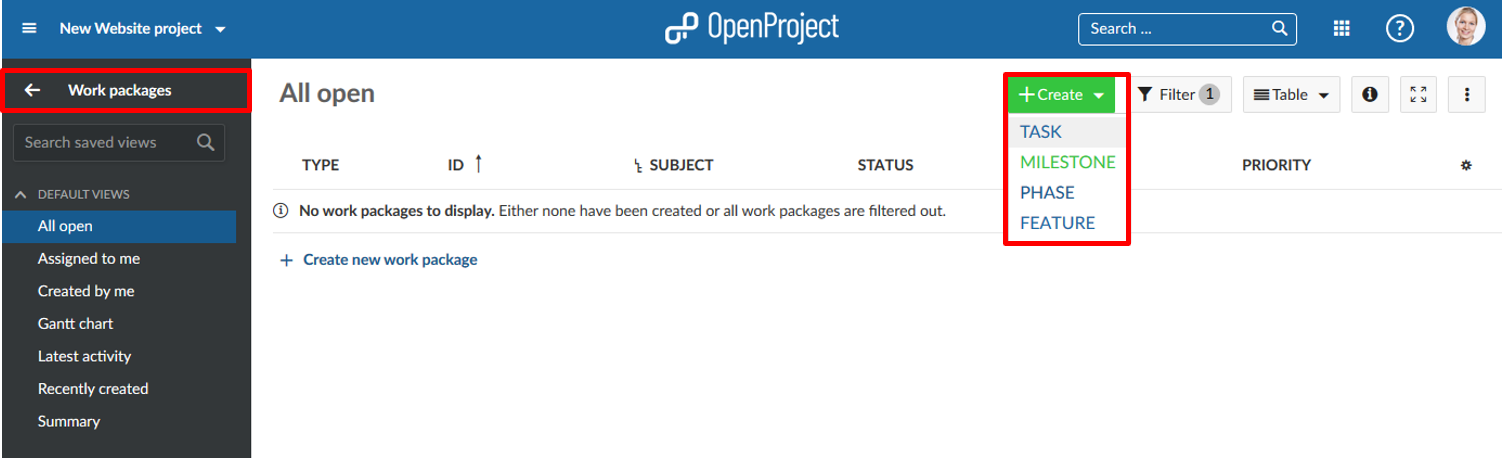 New Website project
OpenProject
Search ...
?
Work packages
All open
+ Create
Filter 1
Table
Search saved views
TASK
MILESTONE
PHASE
FEATURE
TYPE ID SUBJECT STATUS PRIORITY
DEFAULT VIEWS
No work packages to display. Either none have been created or all work packages are filtered out.
All open
+ Create new work package
Assigned to me
Created by me
Gantt chart
Latest activity
Recently created
Summary